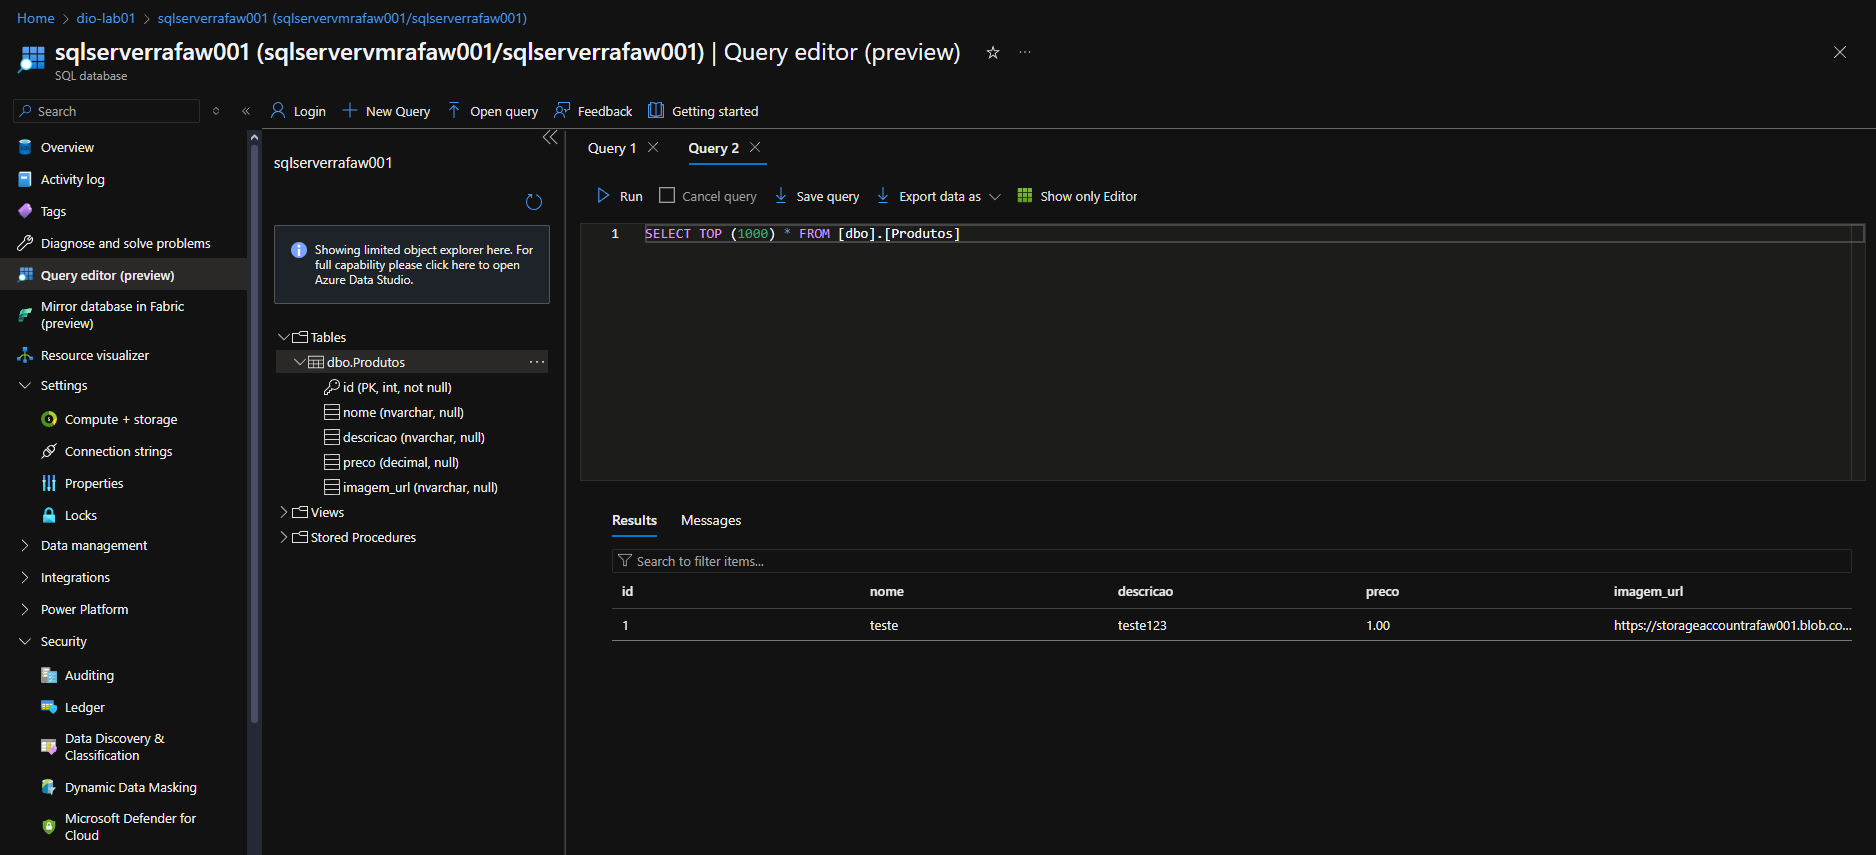 Home > dio-lab01 > sqlserverrafaw001 (sqlservervmrafaw001/sqlserverrafaw001)
sqlserverrafaw001 (sqlservervmrafaw001/sqlserverrafaw001) | Query editor (preview)
SQL database
Search
Overview
Activity log
Tags
Diagnose and solve problems
Query editor (preview)
Mirror database in Fabric
(preview)
Resource visualizer
Settings
Compute + storage
Connection strings
Properties
Locks
Data management
Integrations
Power Platform
Security
Auditing
Ledger
Data Discovery &
Classification
Dynamic Data Masking
Microsoft Defender for
Cloud
Login New Query Open query Feedback Getting started
sqlserverrafaw001
Showing limited object explorer here. For
full capability please click here to open
Azure Data Studio.
Tables
dbo.Produtos ...
id (PK, int, not null)
nome (nvarchar, null)
descricao (nvarchar, null)
preco (decimal, null)
imagem_url (nvarchar, null)
Views
Stored Procedures
Query 1 Query 2
Run Cancel query Save query Export data as Show only Editor
1 SELECT TOP (1000) * FROM [dbo].[Produtos]
Results Messages
Search to filter items...
id nome descricao preco imagem_url
1 teste teste123 1.00 https://storageaccountrafaw001.blob.co...